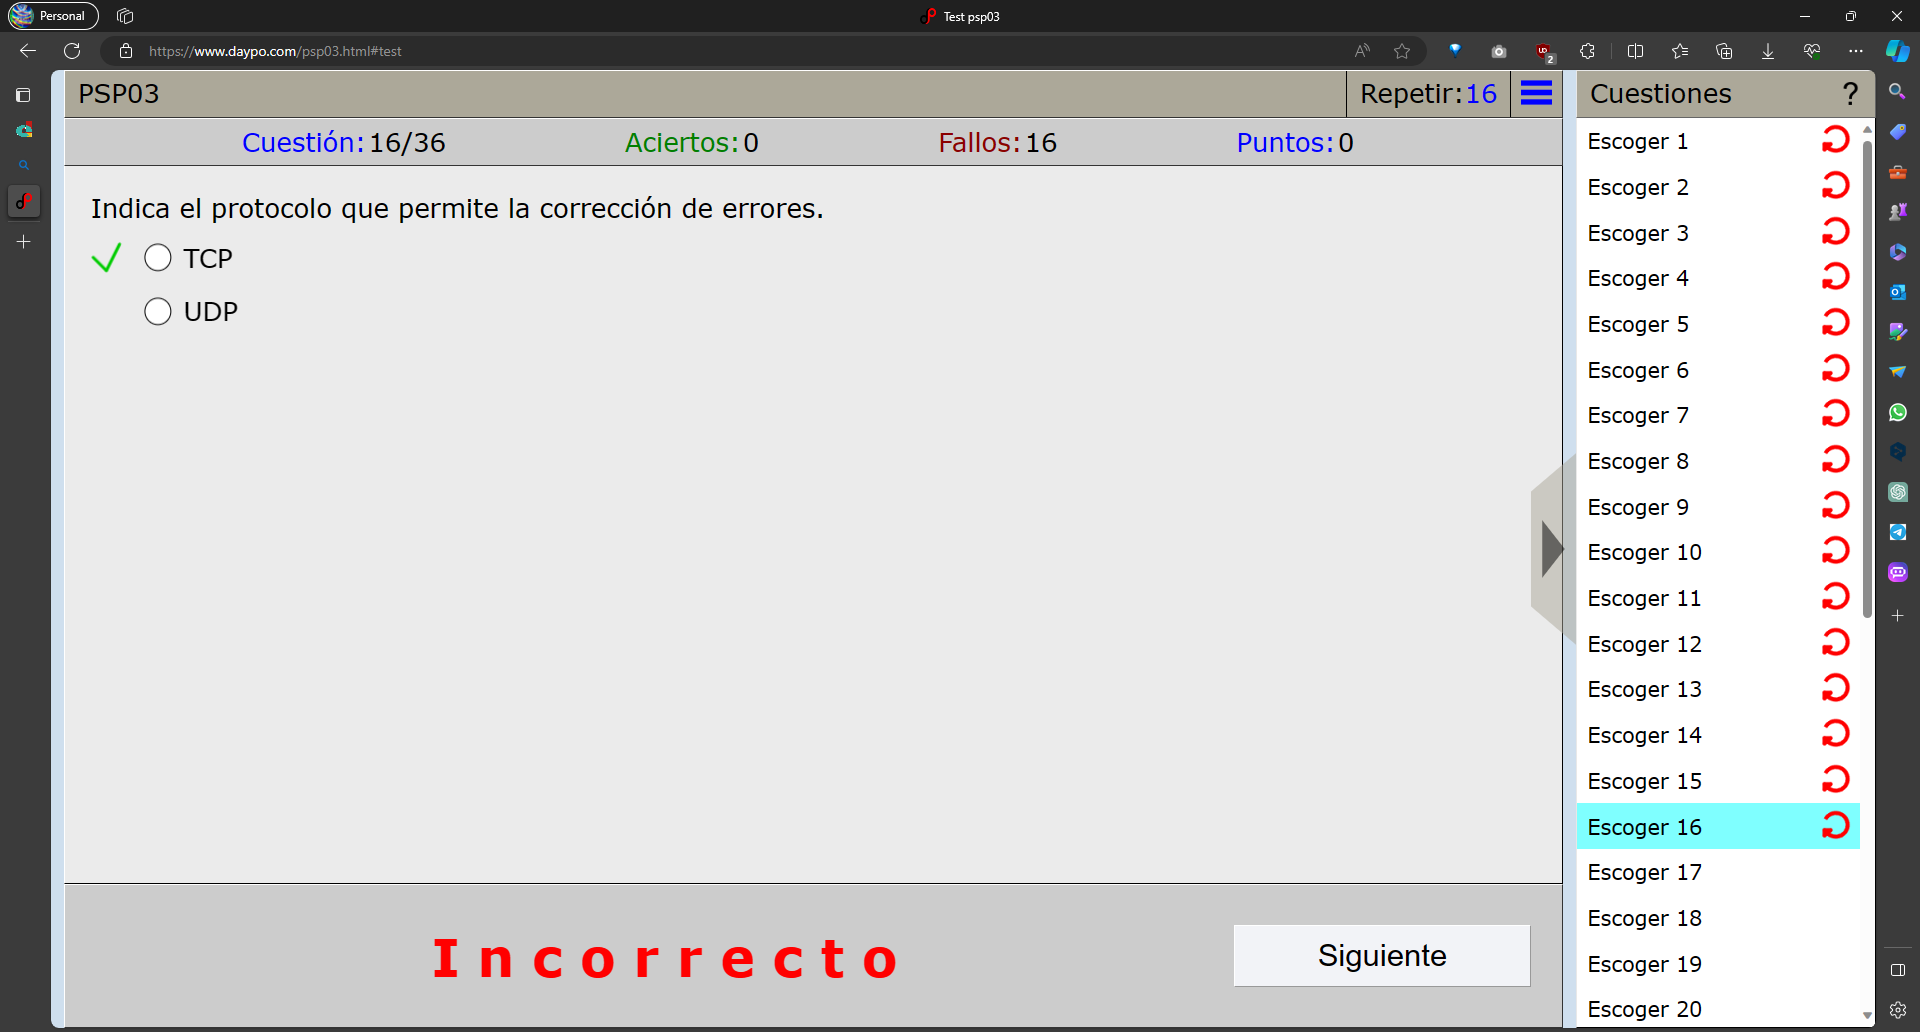 Personal
Test psp03
https://www.daypo.com/psp03.html#test
PSP03
Repetir:16
Cuestión:16/36
Aciertos:0
Fallos:16
Puntos:0
Indica el protocolo que permite la corrección de errores.
TCP
UDP
Incorrecto
Siguiente
Cuestiones
?
Escoger 1
Escoger 2
Escoger 3
Escoger 4
Escoger 5
Escoger 6
Escoger 7
Escoger 8
Escoger 9
Escoger 10
Escoger 11
Escoger 12
Escoger 13
Escoger 14
Escoger 15
Escoger 16
Escoger 17
Escoger 18
Escoger 19
Escoger 20
2